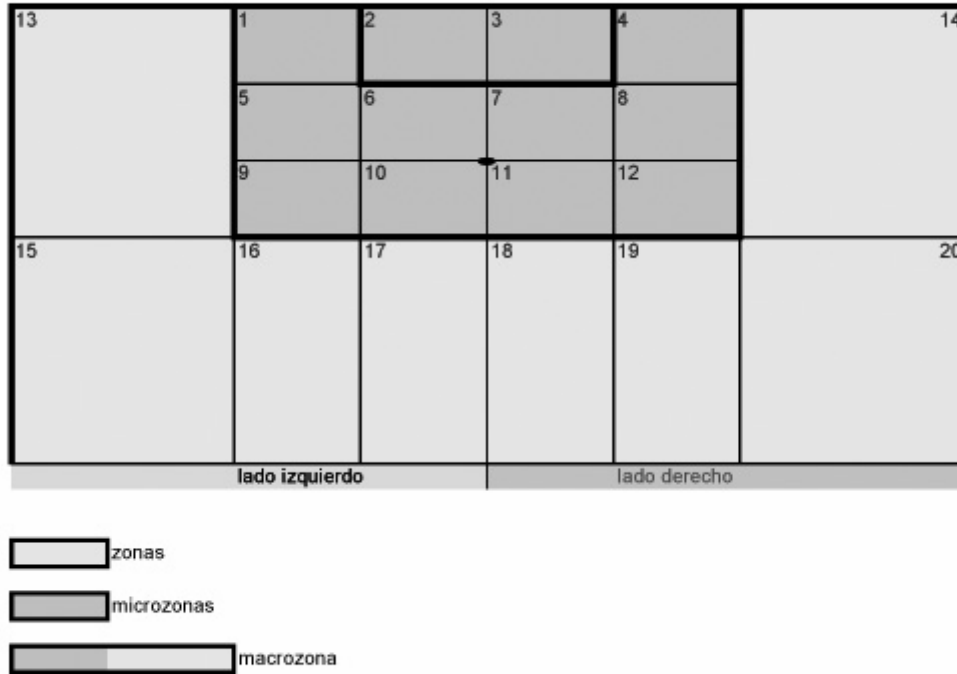 13 1 2 3 4 14
5 6 7 8
9 10 11 12
15 16 17 18 19 20
lado izquierdo lado derecho
zonas
microzonas
macrozona